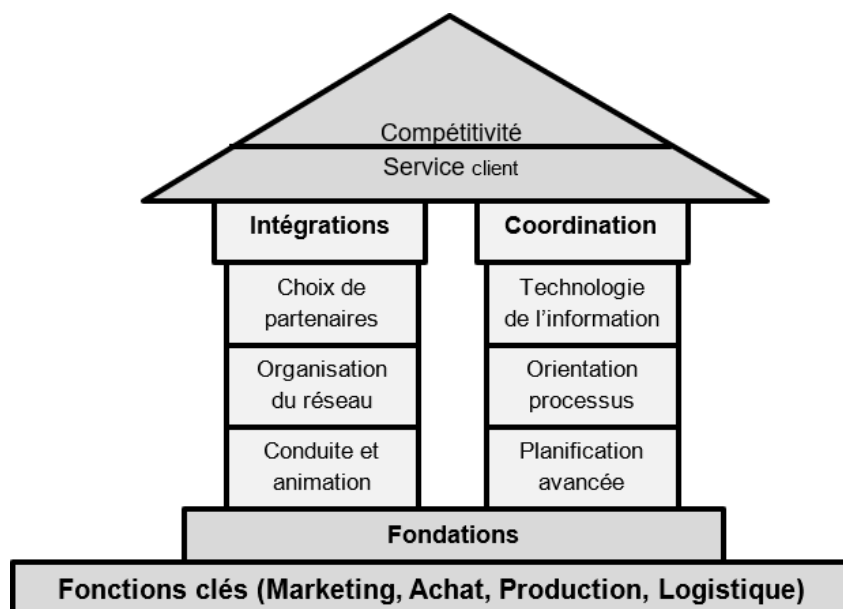 Compétitivité
Service client
Intégrations
Choix de
partenaires
Organisation
du réseau
Conduite et
animation
Coordination
Technologie
de l'information
Orientation
processus
Planification
avancée
Fondations
Fonctions clés (Marketing, Achat, Production, Logistique)